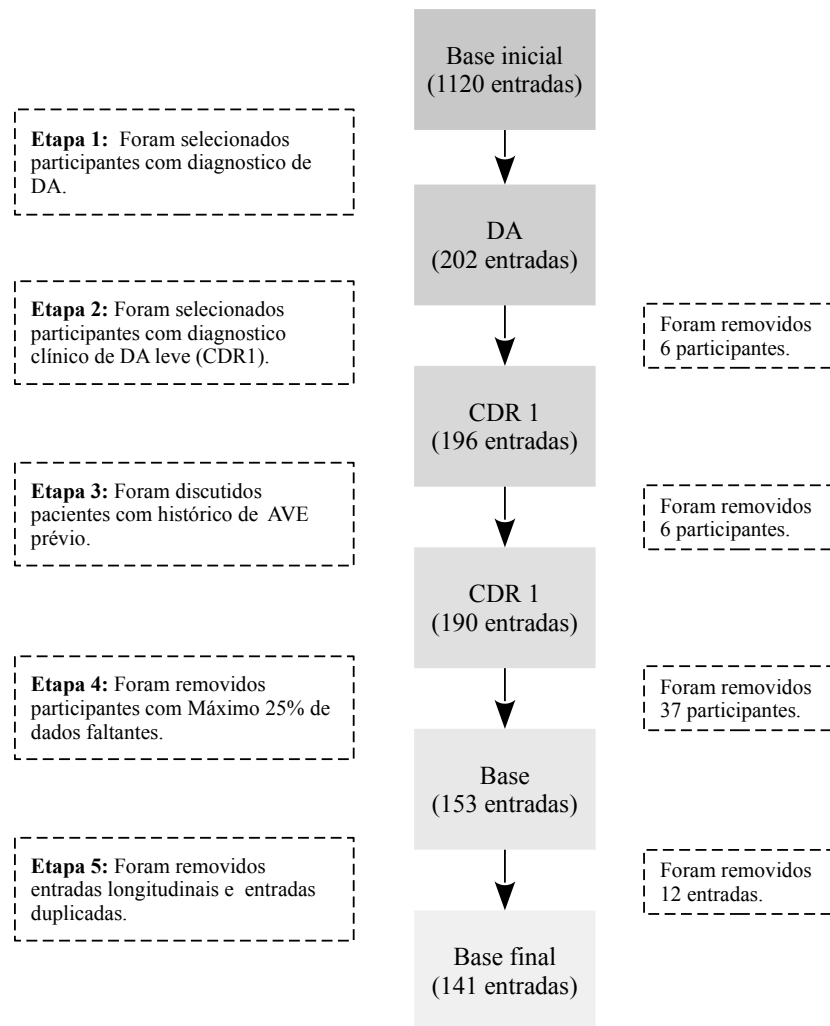 Base inicial
(1120 entradas)
Etapa 1: Foram selecionados
participantes com diagnostico de
DA.
DA
(202 entradas)
Etapa 2: Foram selecionados
participantes com diagnostico
clínico de DA leve (CDR1).
Foram removidos
6 participantes.
CDR 1
(196 entradas)
Etapa 3: Foram discutidos
pacientes com histórico de AVE
prévio.
Foram removidos
6 participantes.
CDR 1
(190 entradas)
Etapa 4: Foram removidos
participantes com Máximo 25% de
dados faltantes.
Foram removidos
37 participantes.
Base
(153 entradas)
Etapa 5: Foram removidos
entradas longitudinais e entradas
duplicadas.
Foram removidos
12 entradas.
Base final
(141 entradas)